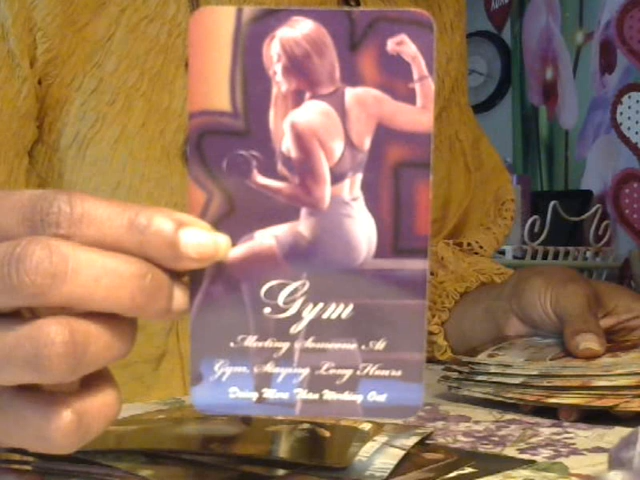 Gym
Meeting Someone At
Gym, Staying Long Hours
Doing More Than Working Out